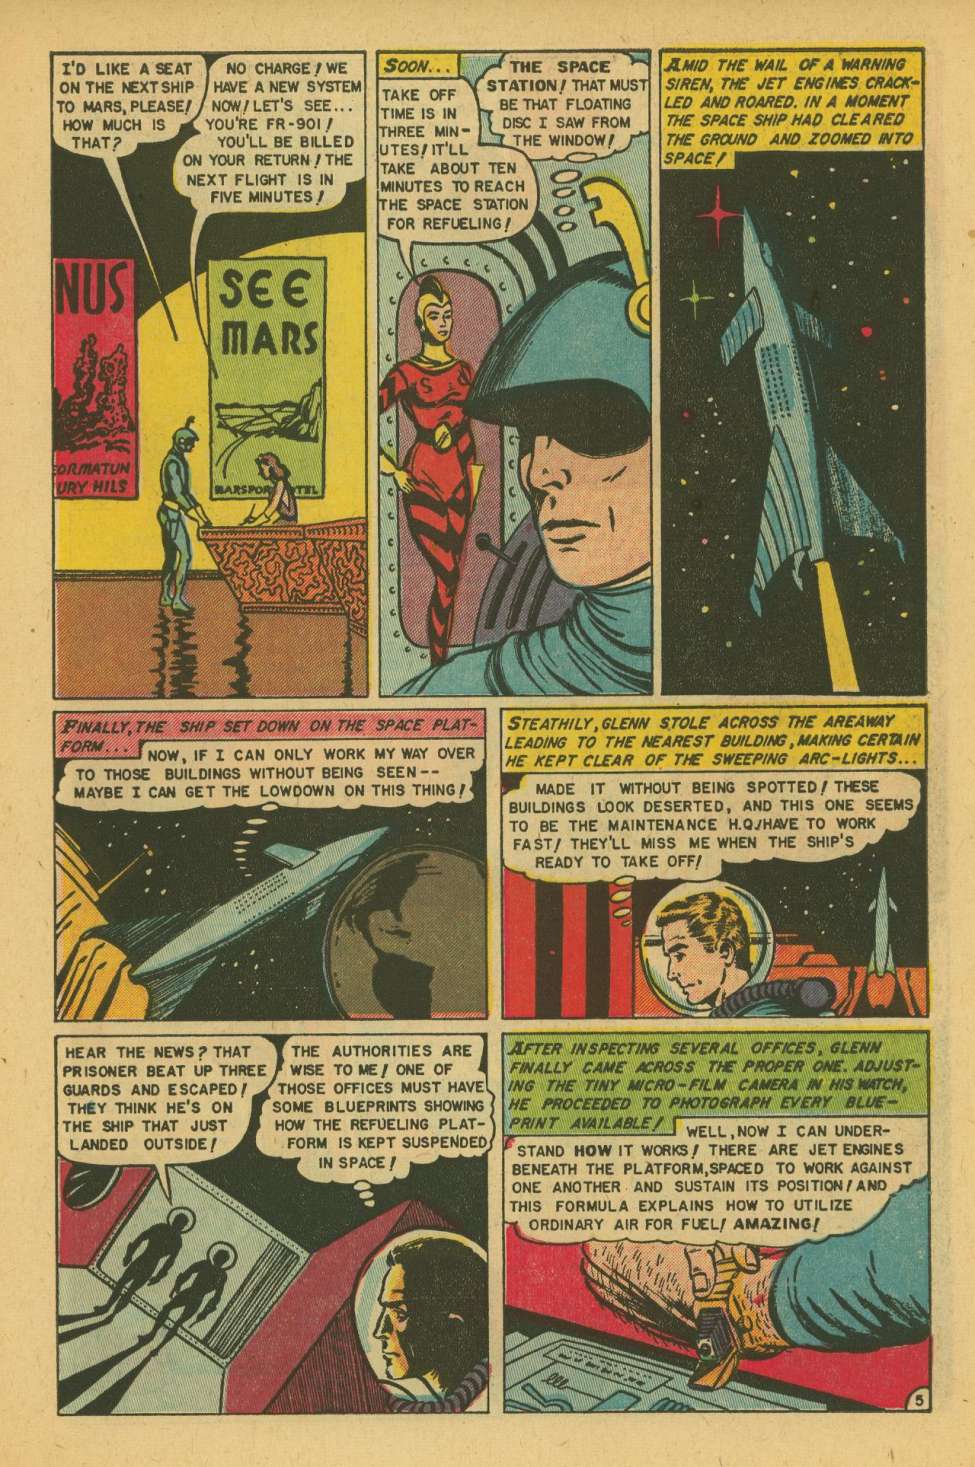 I'D LIKE A SEAT
ON THE NEXT SHIP
TO MARS, PLEASE!
HOW MUCH IS
THAT?
NO CHARGE! WE
HAVE A NEW SYSTEM
NOW! LET'S SEE...
YOU'RE FR-901!
YOU'LL BE BILLED
ON YOUR RETURN! THE
NEXT FLIGHT IS IN
FIVE MINUTES!
NUS
ORMATUN
URY HILS
SEE
MARS
SOON...
TAKE OFF
TIME IS IN
THREE MIN-
UTES! IT'LL
TAKE ABOUT TEN
MINUTES TO REACH
THE SPACE STATION
FOR REFUELING!
THE SPACE
STATION! THAT MUST
BE THAT FLOATING
DISC I SAW FROM
THE WINDOW!
S S
AMID THE WAIL OF A WARNING
SIREN, THE JET ENGINES CRACK-
LED AND ROARED. IN A MOMENT
THE SPACE SHIP HAD CLEARED
THE GROUND AND ZOOMED INTO
SPACE!
FINALLY, THE SHIP SET DOWN ON THE SPACE PLAT-
FORM...
NOW, IF I CAN ONLY WORK MY WAY OVER
TO THOSE BUILDINGS WITHOUT BEING SEEN--
MAYBE I CAN GET THE LOWDOWN ON THIS THING!
STEATHILY, GLENN STOLE ACROSS THE AREAWAY
LEADING TO THE NEAREST BUILDING, MAKING CERTAIN
HE KEPT CLEAR OF THE SWEEPING ARC-LIGHTS...
MADE IT WITHOUT BEING SPOTTED! THESE
BUILDINGS LOOK DESERTED, AND THIS ONE SEEMS
TO BE THE MAINTENANCE H.Q./HAVE TO WORK
FAST! THEY'LL MISS ME WHEN THE SHIP'S
READY TO TAKE OFF!
HEAR THE NEWS? THAT
PRISONER BEAT UP THREE
GUARDS AND ESCAPED!
THEY THINK HE'S ON
THE SHIP THAT JUST
LANDED OUTSIDE!
THE AUTHORITIES ARE
WISE TO ME! ONE OF
THOSE OFFICES MUST HAVE
SOME BLUEPRINTS SHOWING
HOW THE REFUELING PLAT-
FORM IS KEPT SUSPENDED
IN SPACE!
AFTER INSPECTING SEVERAL OFFICES, GLENN
FINALLY CAME ACROSS THE PROPER ONE. ADJUST-
ING THE TINY MICRO-FILM CAMERA IN HIS WATCH,
HE PROCEEDED TO PHOTOGRAPH EVERY BLUE-
PRINT AVAILABLE!
WELL, NOW I CAN UNDER-
STAND HOW IT WORKS! THERE ARE JET ENGINES
BENEATH THE PLATFORM, SPACED TO WORK AGAINST
ONE ANOTHER AND SUSTAIN ITS POSITION! AND
THIS FORMULA EXPLAINS HOW TO UTILIZE
ORDINARY AIR FOR FUEL! AMAZING!
5